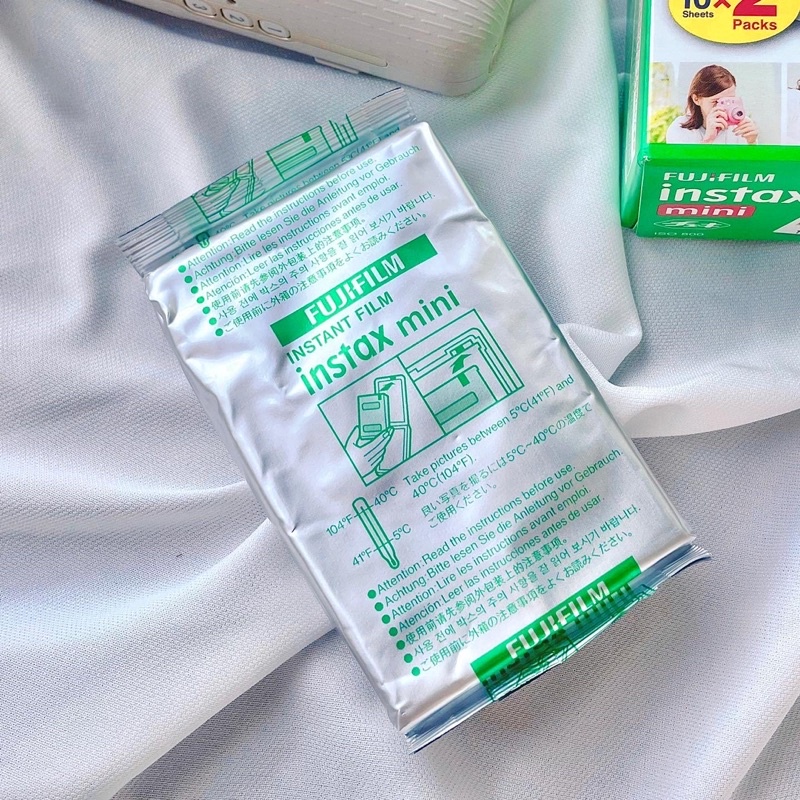 10×2
Sheets
Packs
FUJIFILM
instax
mini
チェキ
ISO 800
Attention:Read the instructions before use.
Achtung:Bitte lesen Sie die Anleitung vor Gebrauch.
Attention:Lire les instructions avant emploi.
Atención:Leer las instrucciones antes de usar.
使用前请先参阅外包装上的注意事项。
사용 전에 박스의 주의 사항을 잘 읽어 보시기 바랍니다.
ご使用前に外箱の注意事項をよくお読みください。
FUJIFILM
INSTANT FILM
instax mini
Take pictures between 5°C(41°F) and
40°C(104°F).
良い写真を撮るには5°C~40°Cの温度で
ご使用ください。
104°F 40°C
41°F 5°C
Attention:Read the instructions before use.
Achtung:Bitte lesen Sie die Anleitung vor Gebrauch.
Attention:Lire les instructions avant emploi.
Atención:Leer las instrucciones antes de usar.
使用前请先参阅外包装上的注意事項。
사용 전에 박스의 주의 사항을 잘 읽어 보시기 바랍니다.
ご使用前に外箱の注意事項をよくお読みください。
FUJIFILM
instax mini